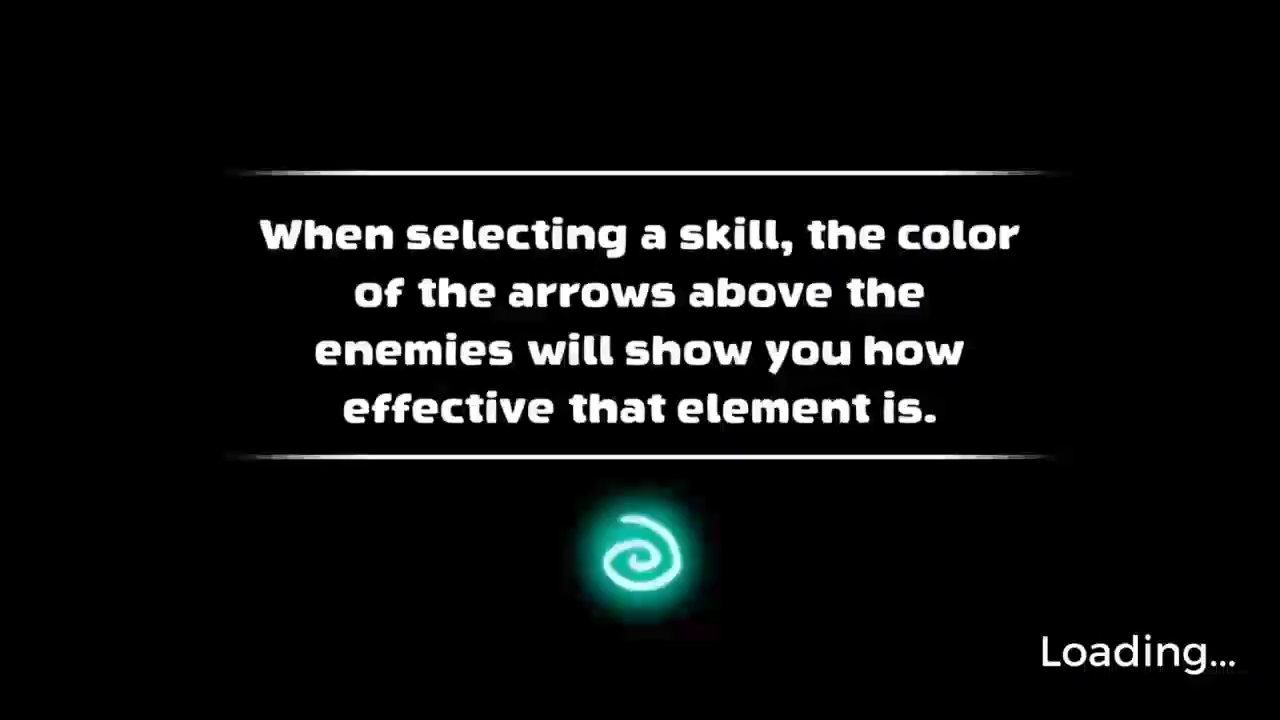 When selecting a skill, the color
of the arrows above the
enemies will show you how
effective that element is.
Loading...